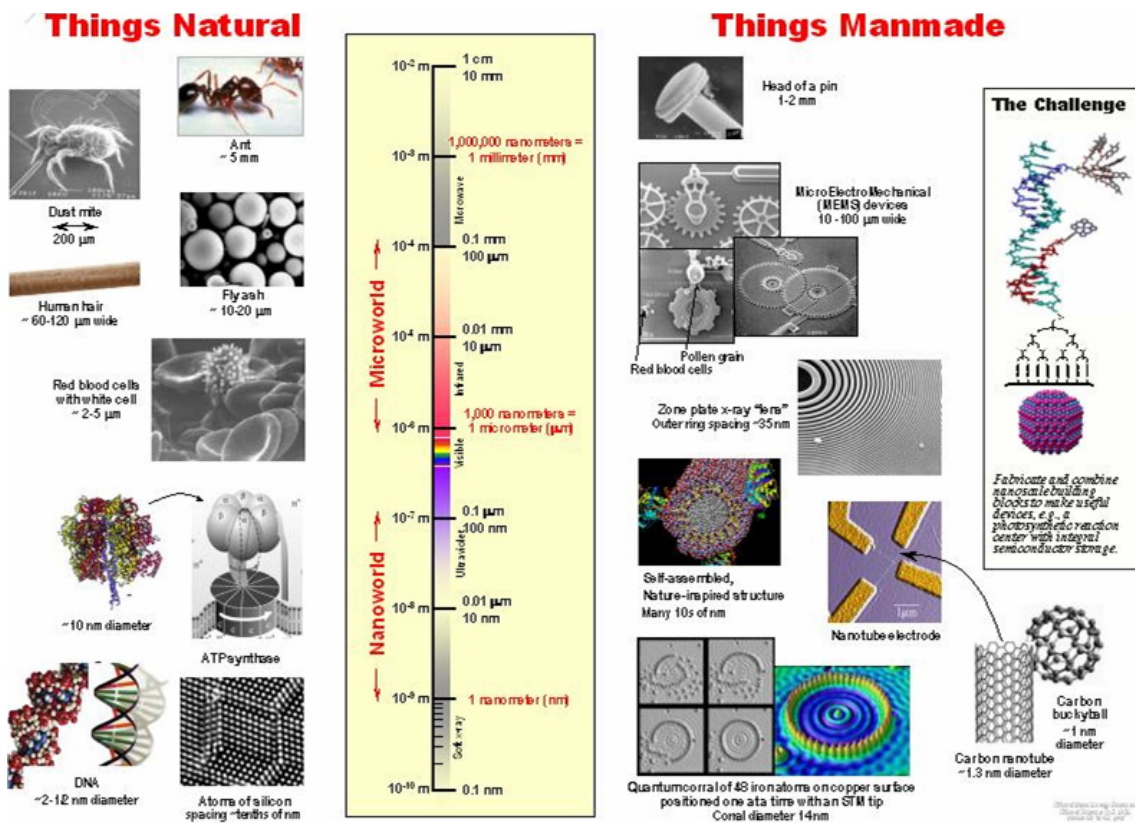 Things Natural
Ant
~ 5 mm
Dust mite
200 µm
Human hair
~ 60-120 µm wide
Fly ash
~ 10-20 µm
Red blood cells
with white cell
~ 2-5 µm
~10 nm diameter
ATP synthase
DNA
~2-1/2 nm diameter
Atoms of silicon
spacing ~tenths of nm
10⁻² m
1 cm
10 mm
1,000,000 nanometers =
10⁻³ m
1 millimeter (mm)
Microwave
10⁻⁴ m
0.1 mm
100 µm
Microworld
10⁻⁴ m
0.01 mm
10 µm
Infrared
1,000 nanometers =
10⁻⁶ m
1 micrometer (µm)
Visible
10⁻⁷ m
0.1 µm
100 nm
Nanoworld
Ultraviolet
10⁻⁸ m
0.01 µm
10 nm
10⁻⁹ m
1 nanometer (nm)
Soft x-ray
10⁻¹⁰ m
0.1 nm
Things Manmade
Head of a pin
1-2 mm
MicroElectroMechanical
(MEMS) devices
10 -100 µm wide
Pollen grain
Red blood cells
Zone plate x-ray “lens”
Outer ring spacing ~35 nm
Self-assembled,
Nature-inspired structure
Many 10s of nm
1µm
Nanotube electrode
Carbon
buckyball
~1 nm
diameter
Carbon nanotube
~1.3 nm diameter
Quantum corral of 48 iron atoms on copper surface
positioned one at a time with an STM tip
Corral diameter 14 nm
The Challenge
Fabricate and combine
nanoscale building
blocks to make useful
devices, e.g., a
photosynthetic reaction
center with integral
semiconductor storage.